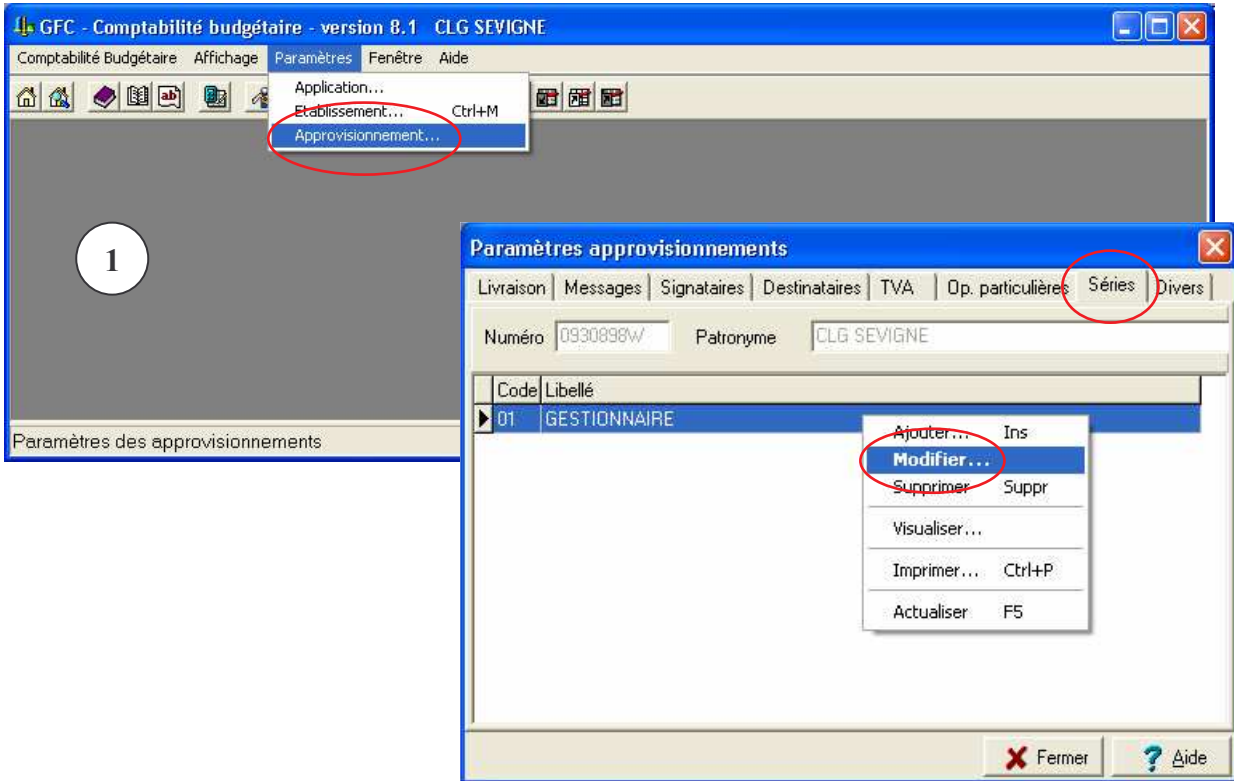 GFC - Comptabilité budgétaire - version 8.1 CLG SEVIGNE
Comptabilité Budgétaire Affichage Paramètres Fenêtre Aide
Application...
Etablissement... Ctrl+M
Approvisionnement...
1
Paramètres des approvisionnements
Paramètres approvisionnements
Livraison Messages Signataires Destinataires TVA Op. particulières Séries Divers
Numéro 0930898W Patronyme CLG SEVIGNE
Code Libellé
01 GESTIONNAIRE
Ajouter... Ins
Modifier...
Supprimer Suppr
Visualiser...
Imprimer... Ctrl+P
Actualiser F5
Fermer ? Aide